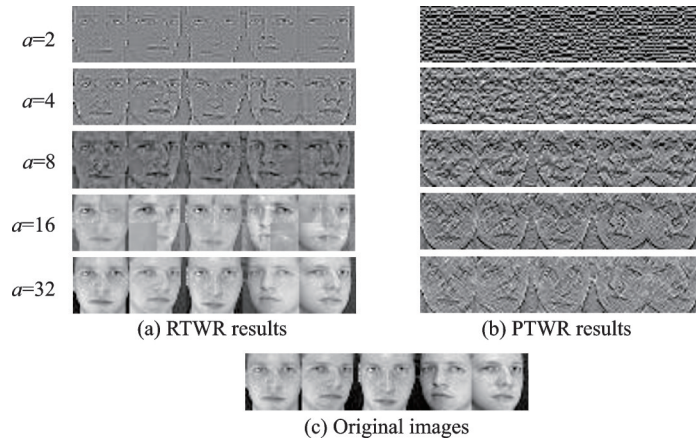 a=2
a=4
a=8
a=16
a=32
(a) RTWR results
(b) PTWR results
(c) Original images